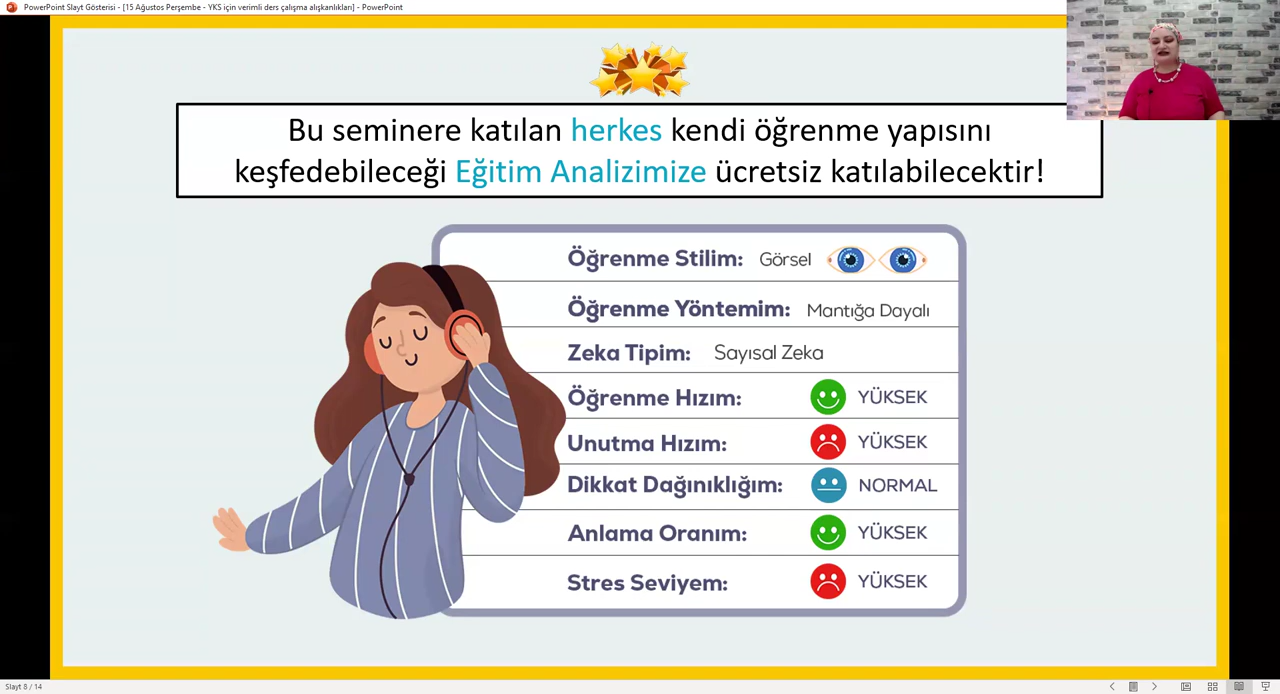 PowerPoint Slayt Gösterisi - [15 Ağustos Perşembe - YKS için verimli ders çalışma alışkanlıkları] - PowerPoint
Bu seminere katılan herkes kendi öğrenme yapısını
keşfedebileceği Eğitim Analizimize ücretsiz katılabilecektir!
Öğrenme Stilim: Görsel
Öğrenme Yöntemim: Mantığa Dayalı
Zeka Tipim: Sayısal Zeka
Öğrenme Hızım: YÜKSEK
Unutma Hızım: YÜKSEK
Dikkat Dağınıklığım: NORMAL
Anlama Oranım: YÜKSEK
Stres Seviyem: YÜKSEK
Slayt 8 / 14